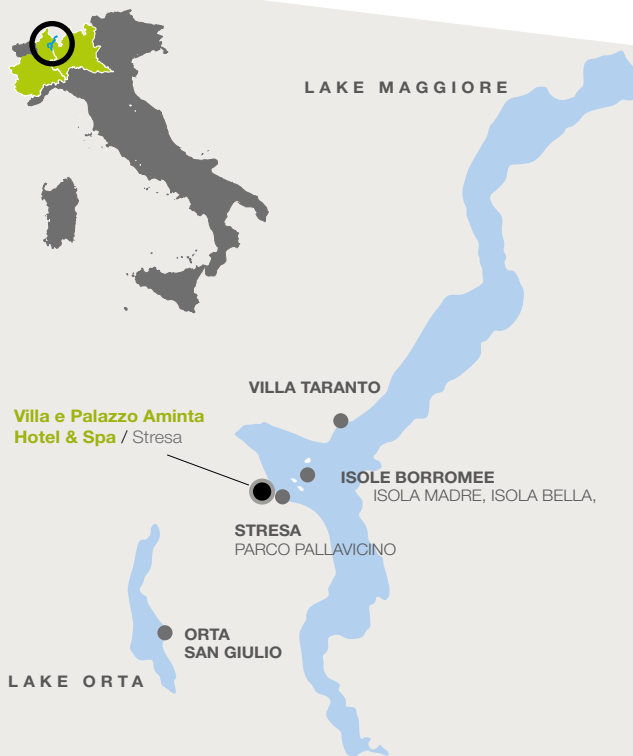 LAKE MAGGIORE
VILLA TARANTO
Villa e Palazzo Aminta
Hotel & Spa / Stresa
ISOLE BORROMEE
ISOLA MADRE, ISOLA BELLA,
STRESA
PARCO PALLAVICINO
ORTA
SAN GIULIO
LAKE ORTA